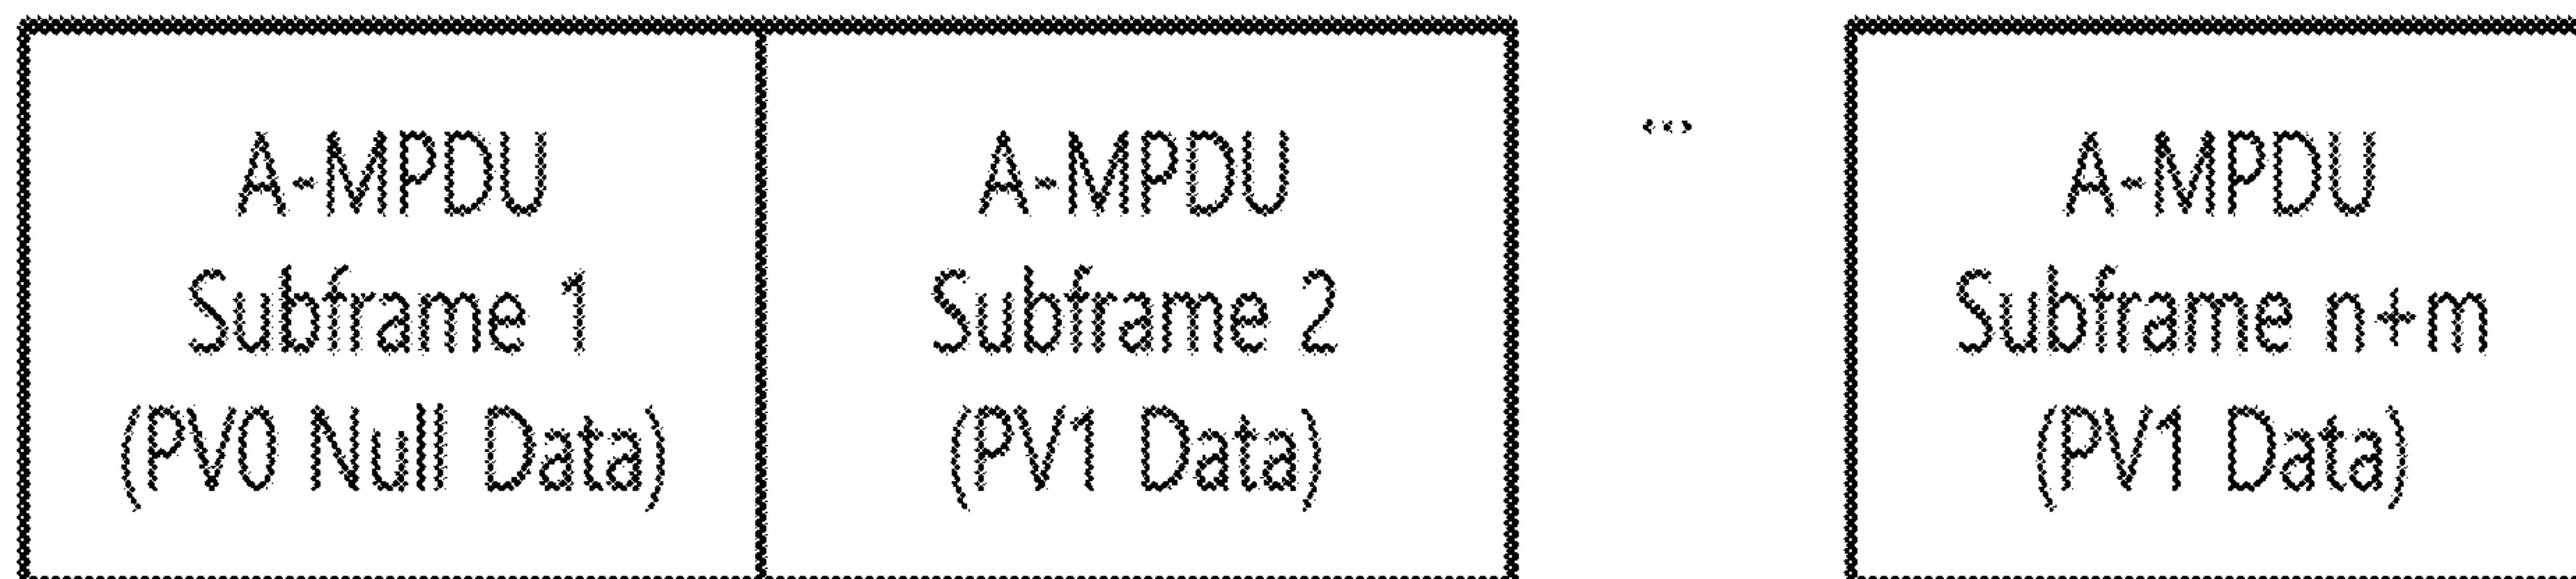 A-MPDU
Subframe 1
(PV0 Null Data)
A-MPDU
Subframe 2
(PV1 Data)
...
A-MPDU
Subframe n+m
(PV1 Data)